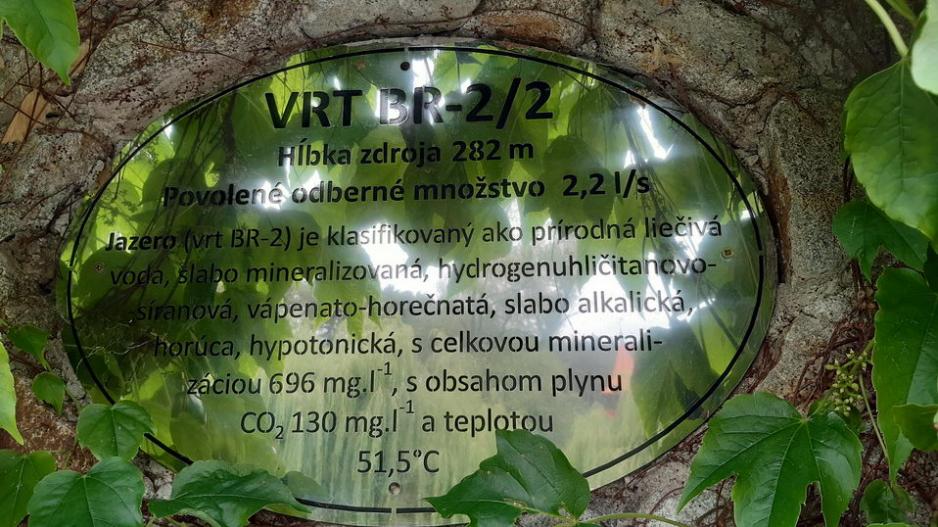 VRT BR-2/2
Hĺbka zdroja 282 m
Povolené odberné množstvo 2,2 l/s
Jazero (vrt BR-2) je klasifikovaný ako prírodná liečivá
voda, slabo mineralizovaná, hydrogenuhličitanovo-
síranová, vápenato-horečnatá, slabo alkalická,
horúca, hypotonická, s celkovou minerali-
záciou 696 mg.l⁻¹, s obsahom plynu
CO₂ 130 mg.l⁻¹ a teplotou
51,5°C